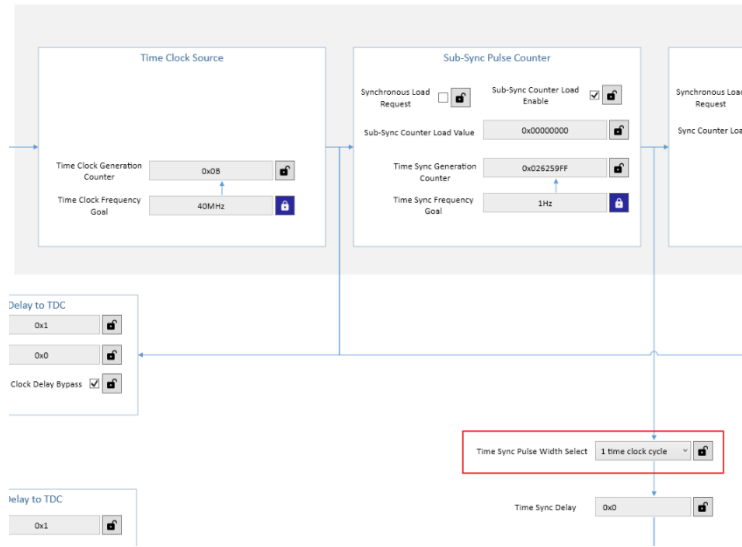 Time Clock Source
Time Clock Generation
Counter
0x0B
Time Clock Frequency
Goal
40MHz
Sub-Sync Pulse Counter
Synchronous Load
Request
Sub-Sync Counter Load
Enable
Sub-Sync Counter Load Value
0x00000000
Time Sync Generation
Counter
0x026259FF
Time Sync Frequency
Goal
1Hz
Synchronous Load
Request
Sync Counter Loa
Delay to TDC
0x1
0x0
Clock Delay Bypass
Time Sync Pulse Width Select
1 time clock cycle
Time Sync Delay
0x0
Delay to TDC
0x1